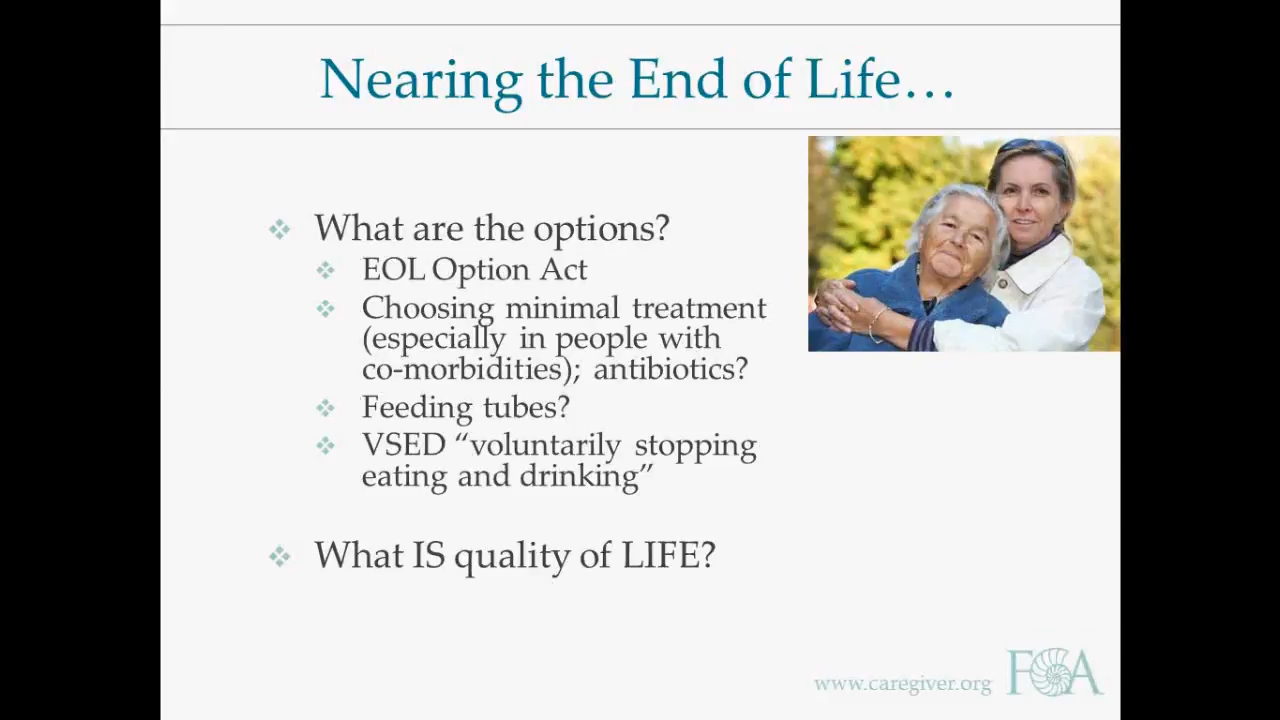 Nearing the End of Life…
What are the options?
EOL Option Act
Choosing minimal treatment
(especially in people with
co-morbidities); antibiotics?
Feeding tubes?
VSED “voluntarily stopping
eating and drinking”
What IS quality of LIFE?
www.caregiver.org FCA